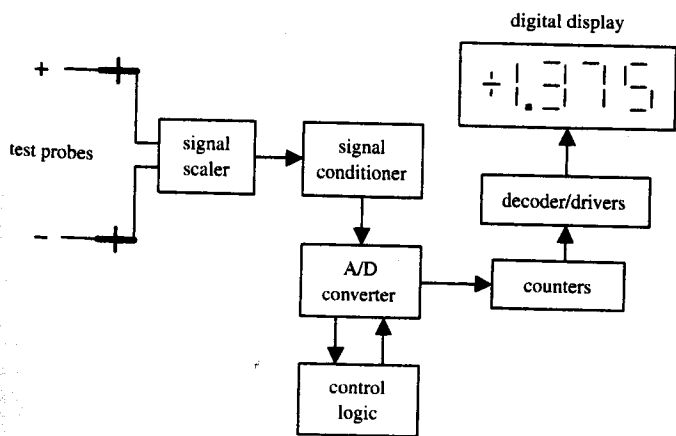 digital display
+1.375
+
test probes
−
signal
scaler
signal
conditioner
decoder/drivers
A/D
converter
counters
control
logic